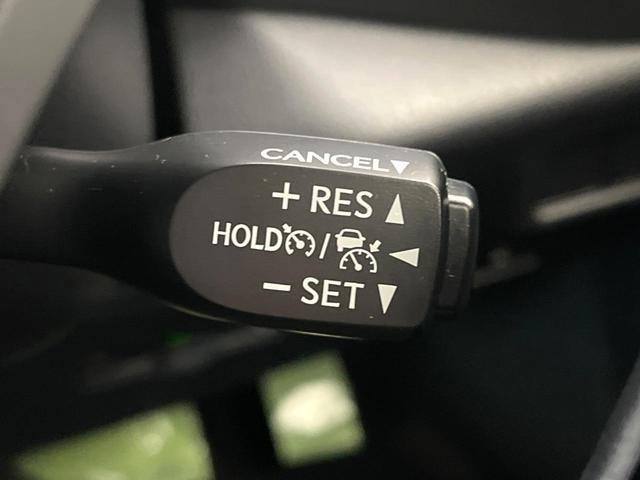 CANCEL▼
+ RES ▲
HOLD / ◀
− SET ▼